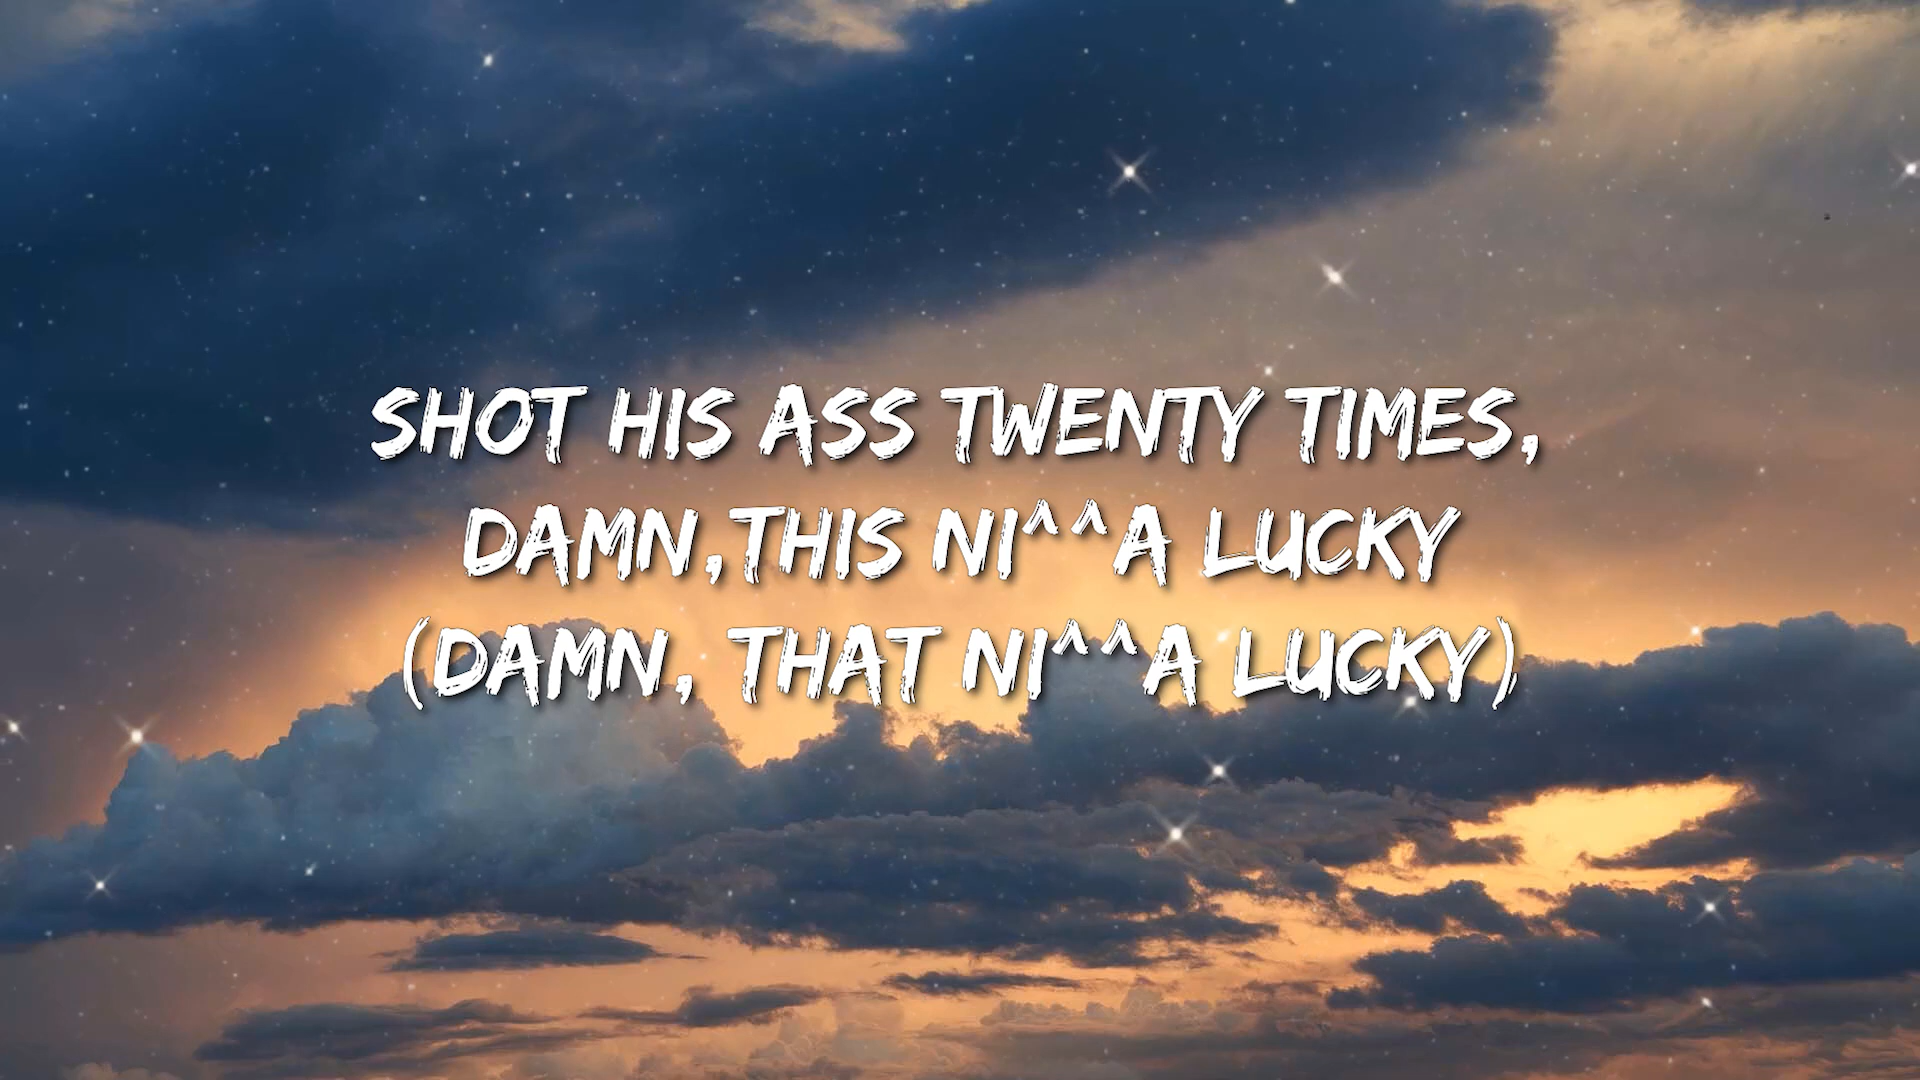 SHOT HIS ASS TWENTY TIMES,
DAMN,THIS NI^^A LUCKY
(DAMN, THAT NI^^A LUCKY)